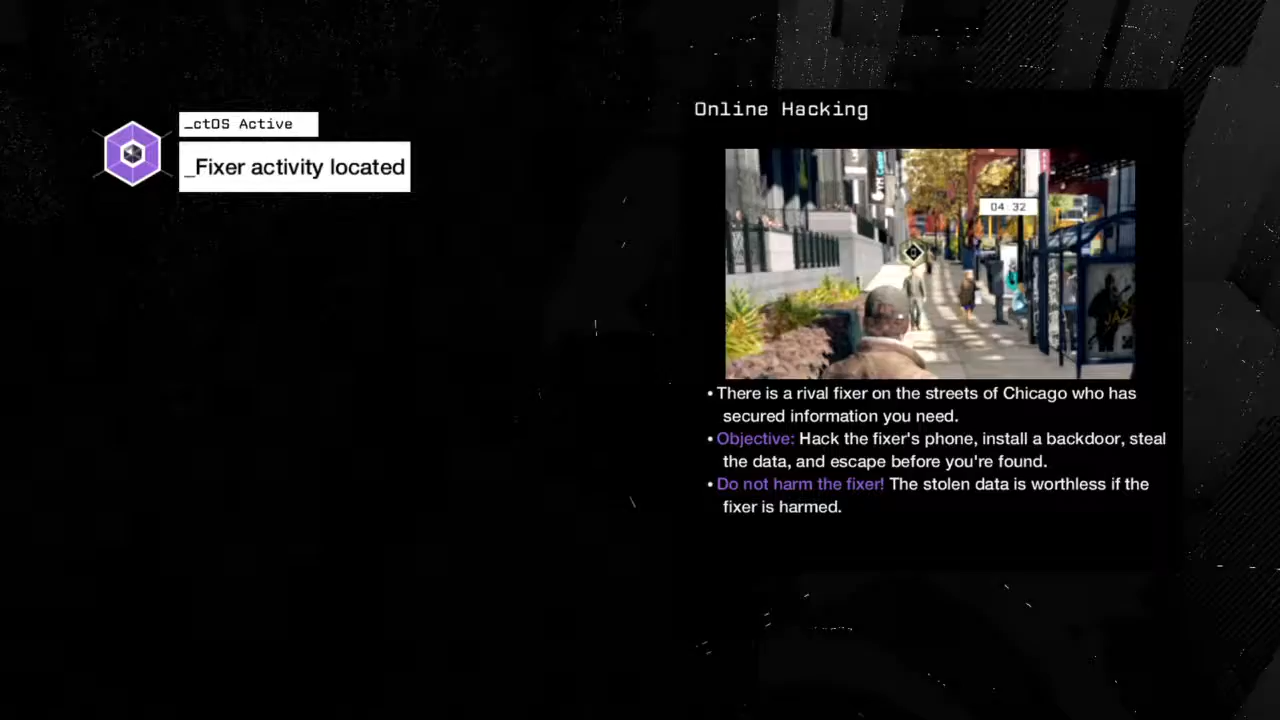 _ctOS Active
_Fixer activity located
Online Hacking
04 32
JAZZ
• There is a rival fixer on the streets of Chicago who has
secured information you need.
• Objective: Hack the fixer's phone, install a backdoor, steal
the data, and escape before you're found.
• Do not harm the fixer! The stolen data is worthless if the
fixer is harmed.